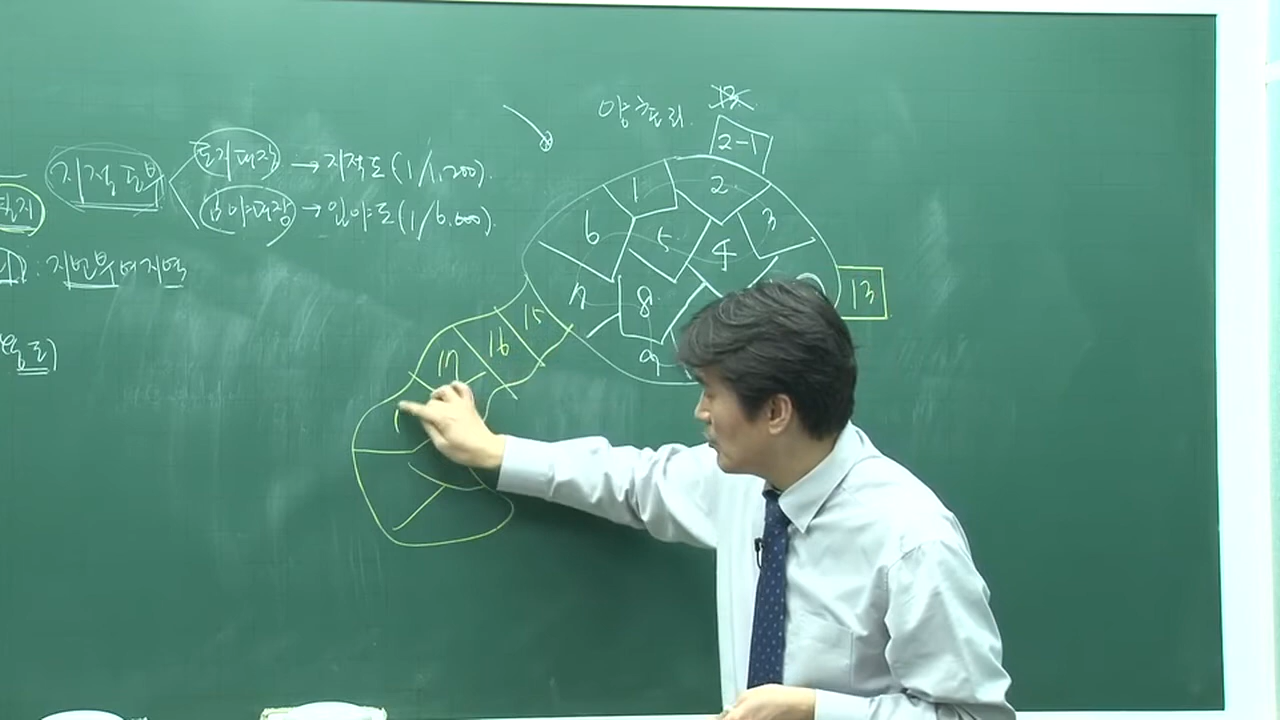 지적공부
토지대장 → 지적도(1/1,200).
임야대장 → 임야도(1/6,000).
: 지번부여지역
양촌리.
2-1
1 2
6 5 4 3
7 8 13
9
15
16
17
1